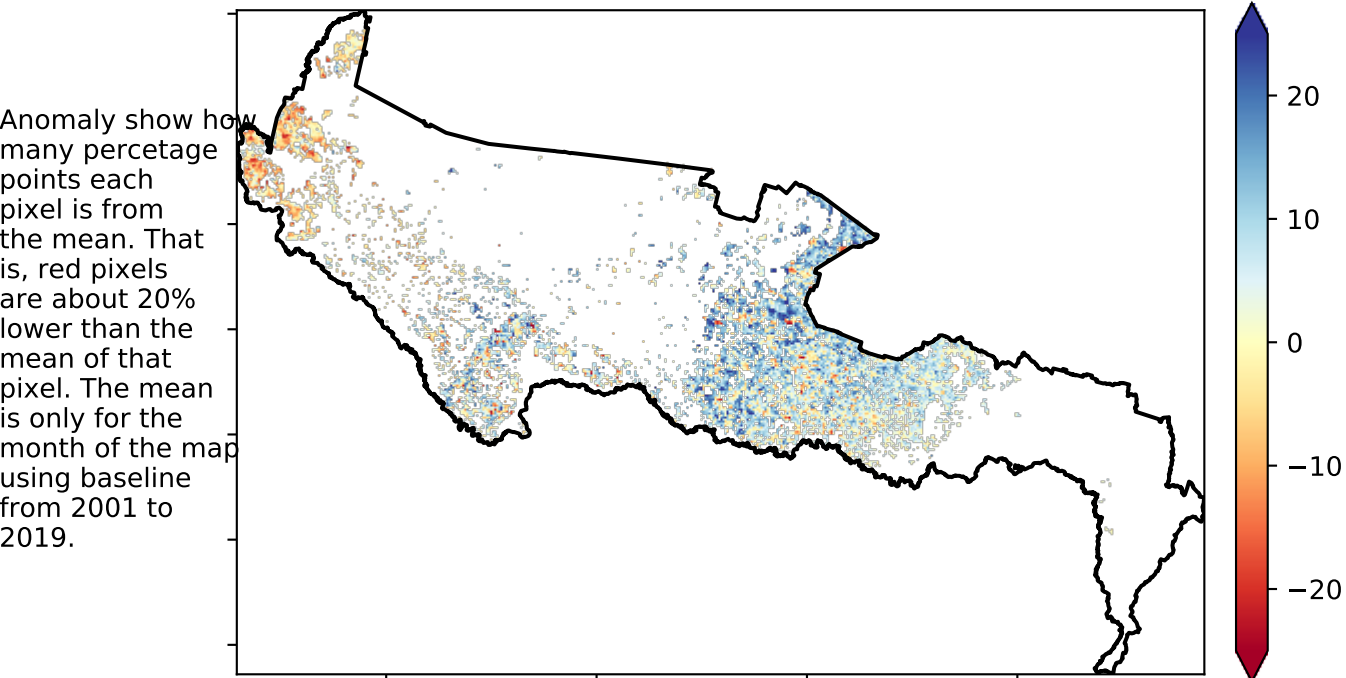 Anomaly show how
many percetage
points each
pixel is from
the mean. That
is, red pixels
are about 20%
lower than the
mean of that
pixel. The mean
is only for the
month of the map
using baseline
from 2001 to
2019.
20
10
0
−10
−20